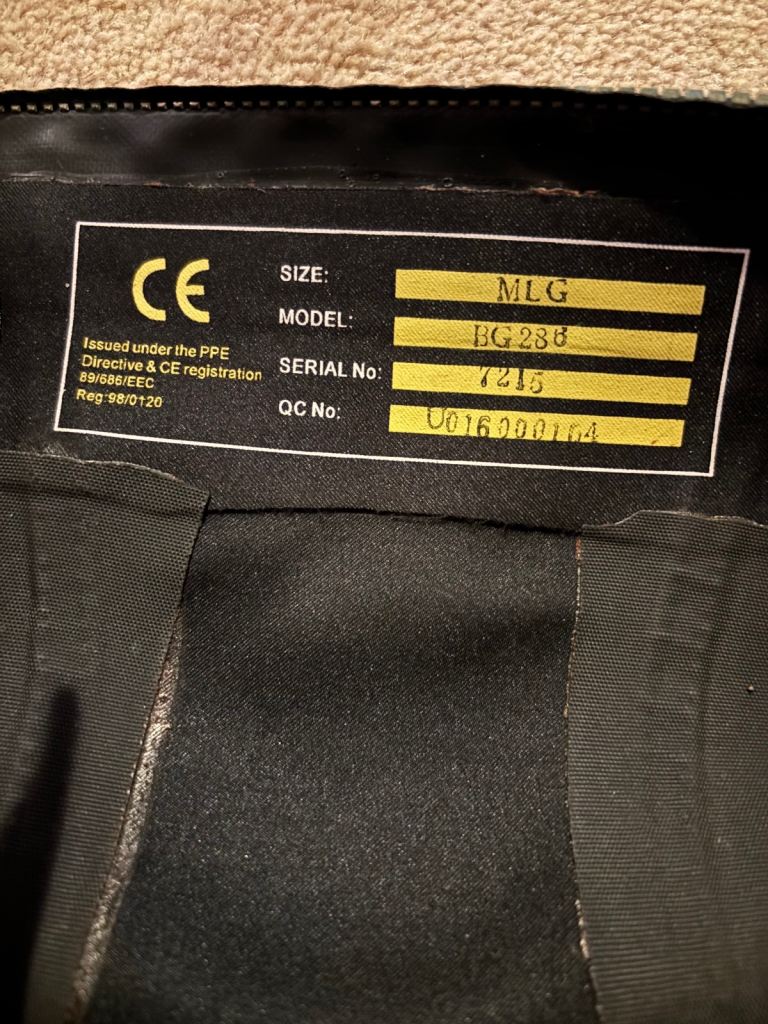 CE
Issued under the PPE
Directive & CE registration
89/686/EEC
Reg:98/0120
SIZE: MLG
MODEL: BG286
SERIAL No: 7215
QC No: U016000164